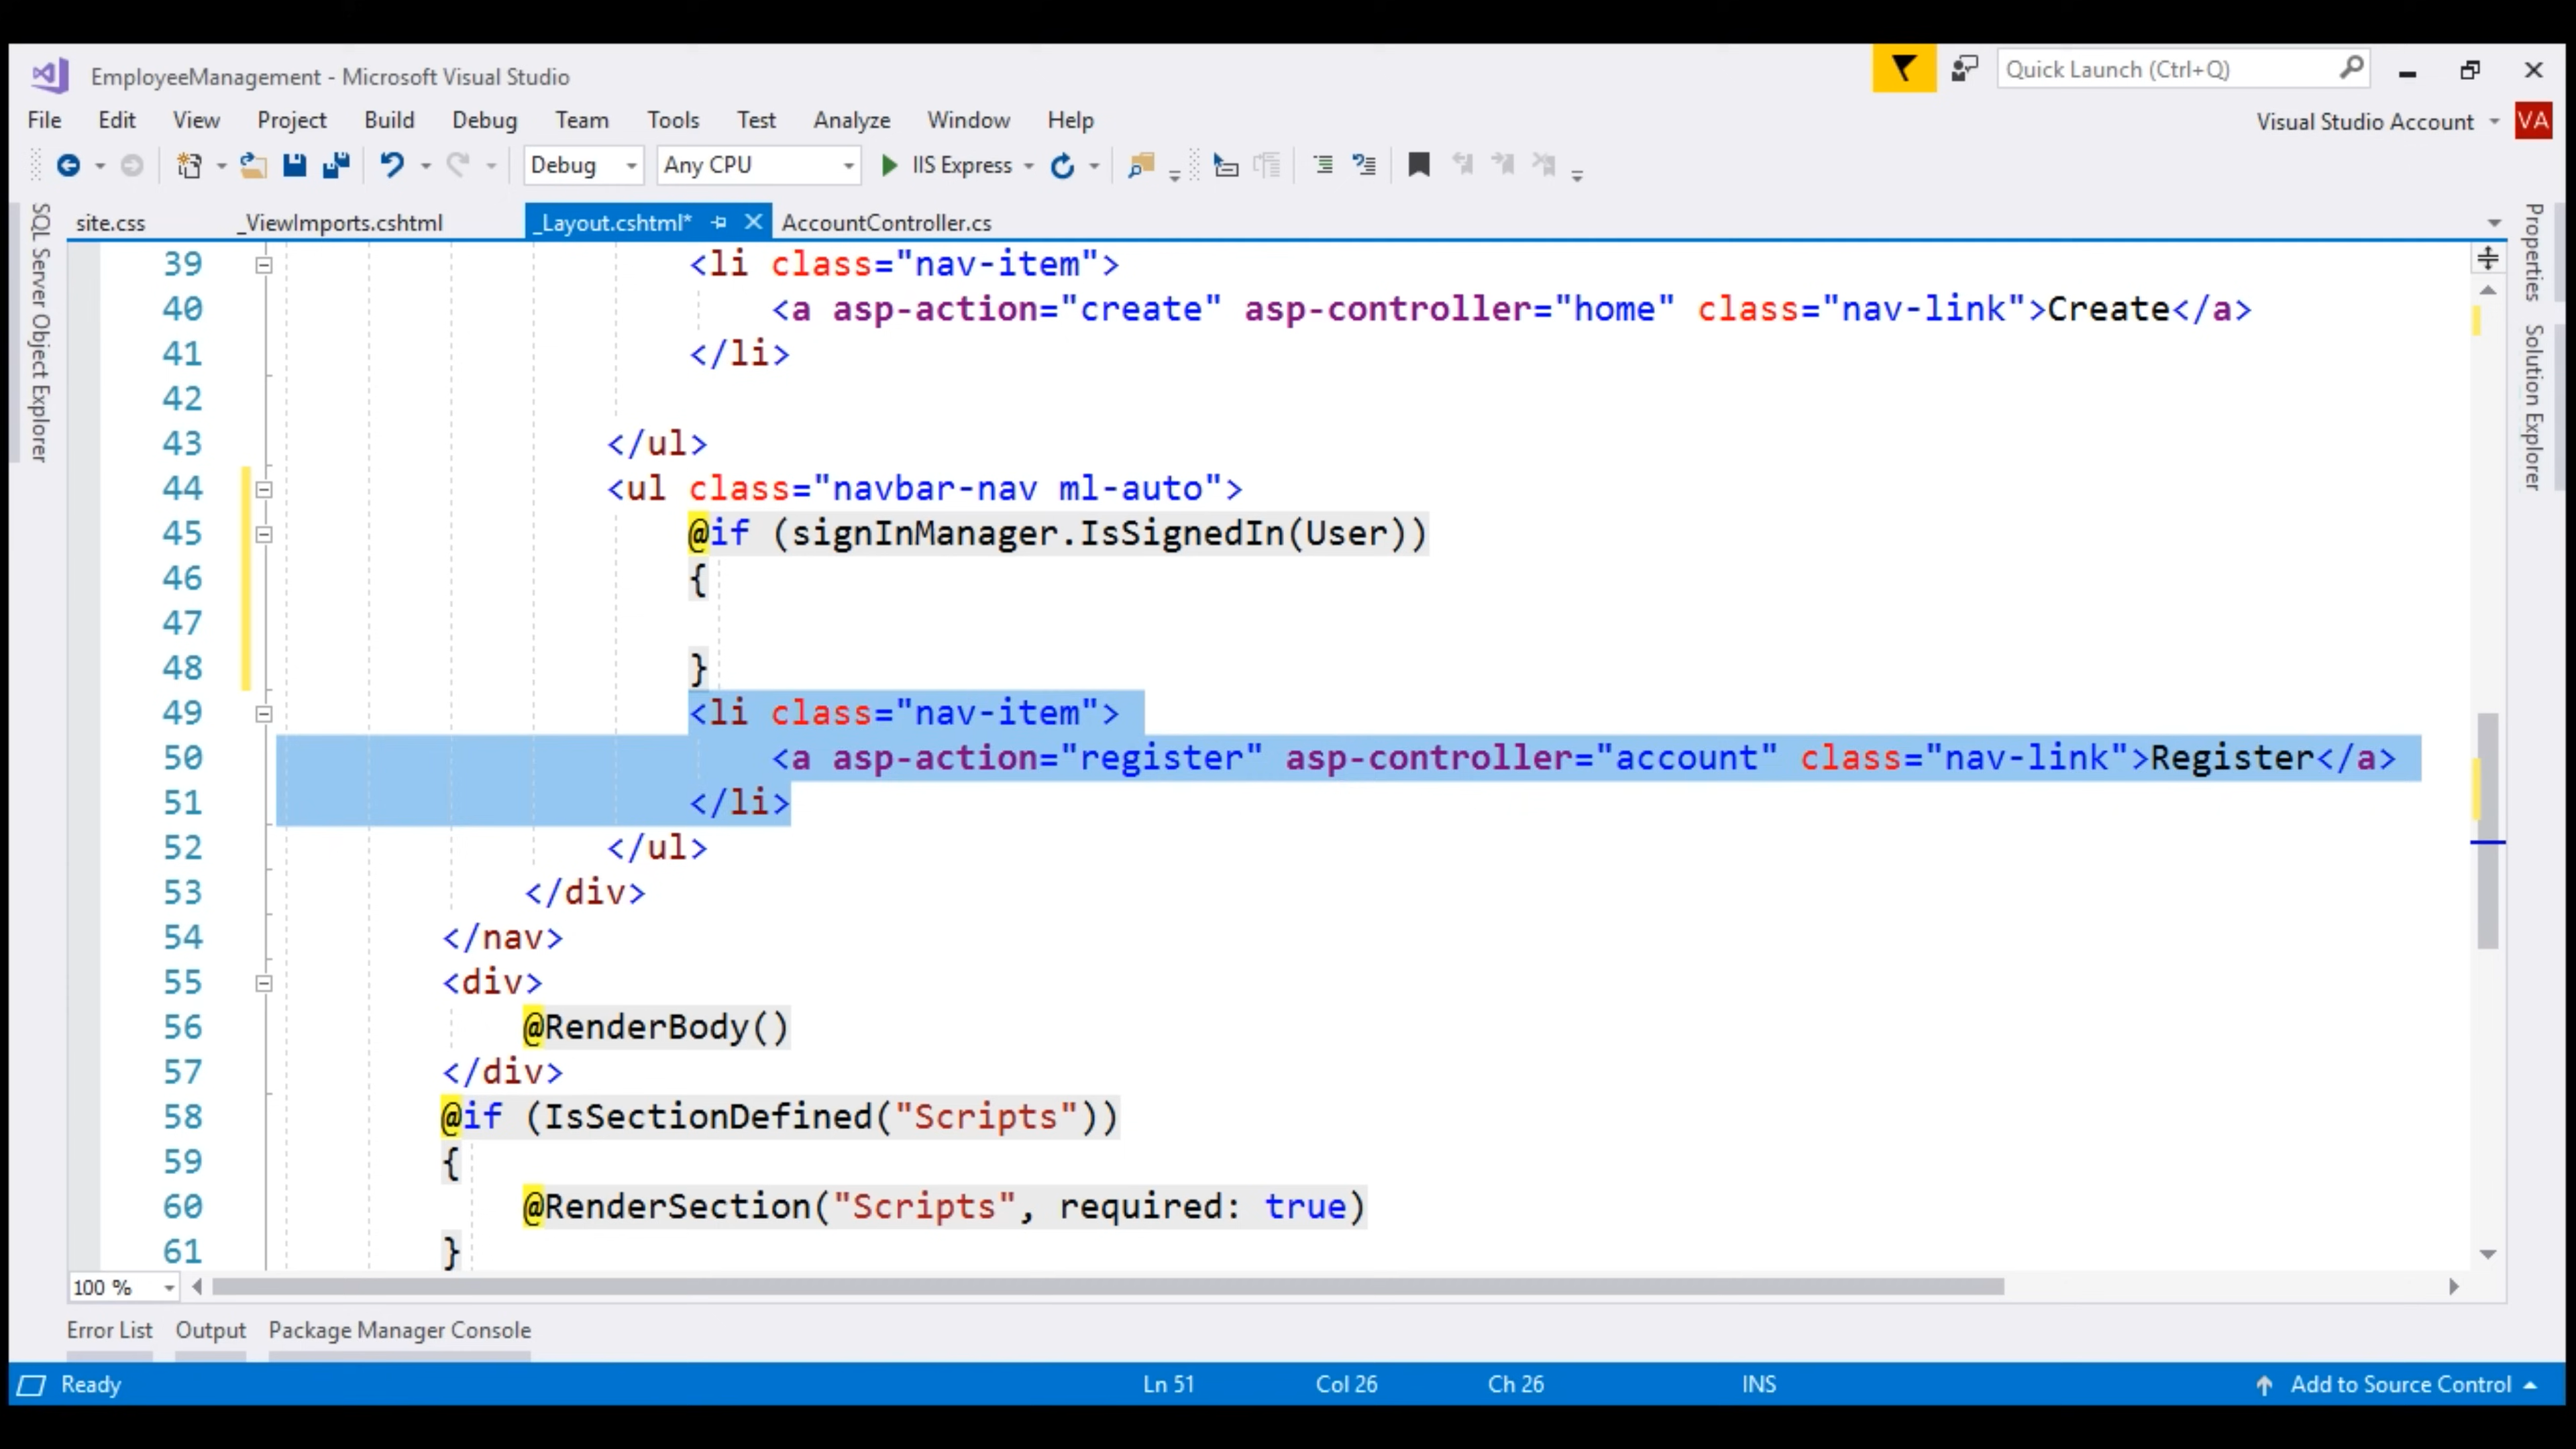 EmployeeManagement - Microsoft Visual Studio
Quick Launch (Ctrl+Q)
File Edit View Project Build Debug Team Tools Test Analyze Window Help
Visual Studio Account VA
Debug Any CPU IIS Express
site.css _ViewImports.cshtml _Layout.cshtml* AccountController.cs
SQL Server Object Explorer
Properties
Solution Explorer
39 <li class="nav-item">
40 <a asp-action="create" asp-controller="home" class="nav-link">Create</a>
41 </li>
42
43 </ul>
44 <ul class="navbar-nav ml-auto">
45 @if (signInManager.IsSignedIn(User))
46 {
47
48 }
49 <li class="nav-item">
50 <a asp-action="register" asp-controller="account" class="nav-link">Register</a>
51 </li>
52 </ul>
53 </div>
54 </nav>
55 <div>
56 @RenderBody()
57 </div>
58 @if (IsSectionDefined("Scripts"))
59 {
60 @RenderSection("Scripts", required: true)
61 }
100 %
Error List Output Package Manager Console
Ready Ln 51 Col 26 Ch 26 INS Add to Source Control